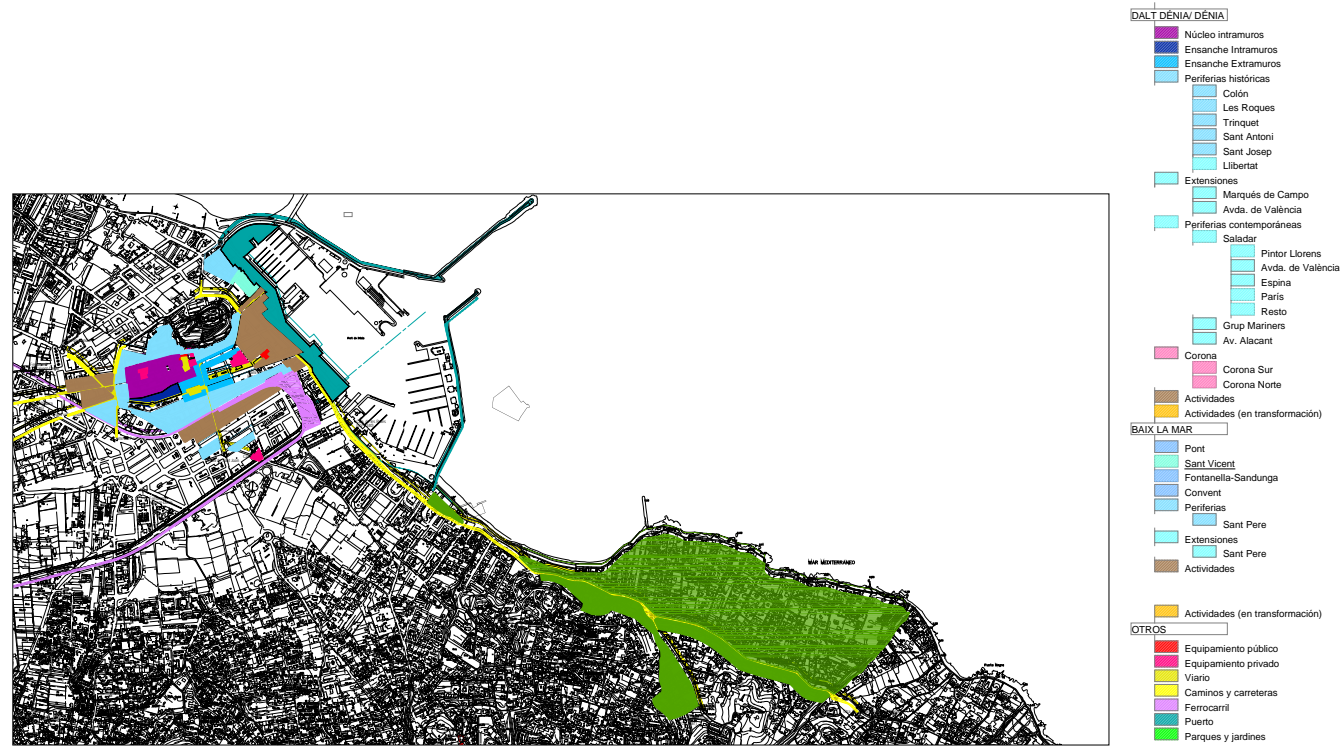 DALT DÉNIA/ DÉNIA
Núcleo intramuros
Ensanche Intramuros
Ensanche Extramuros
Periferias históricas
Colón
Les Roques
Trinquet
Sant Antoni
Sant Josep
Llibertat
Extensiones
Marqués de Campo
Avda. de València
Periferias contemporáneas
Saladar
Pintor Llorens
Avda. de València
Espina
París
Resto
Grup Mariners
Av. Alacant
Corona
Corona Sur
Corona Norte
Actividades
Actividades (en transformación)
BAIX LA MAR
Pont
Sant Vicent
Fontanella-Sandunga
Convent
Periferias
Sant Pere
Extensiones
Sant Pere
Actividades
Actividades (en transformación)
OTROS
Equipamiento público
Equipamiento privado
Viario
Caminos y carreteras
Ferrocarril
Puerto
Parques y jardines
MAR MEDITERRANEO